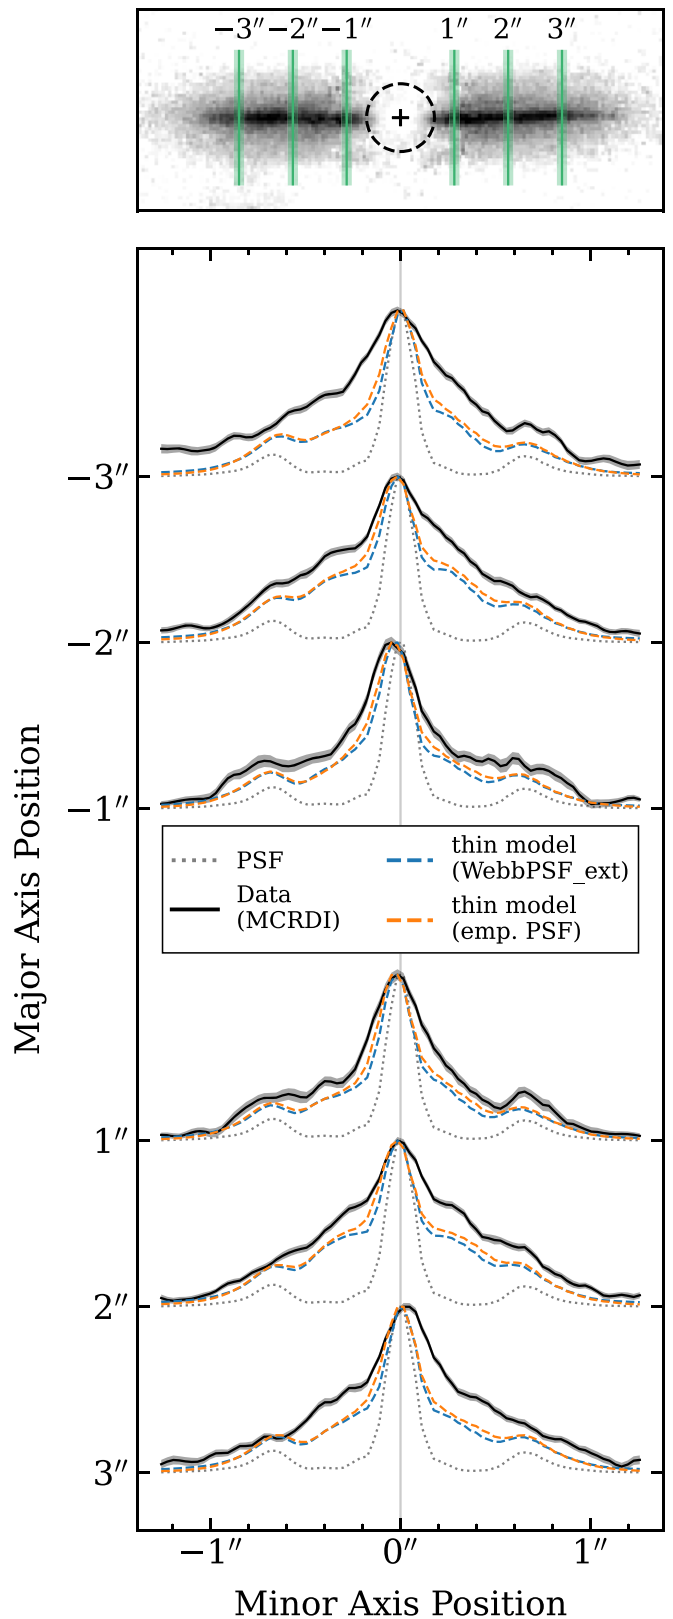 −3″ −2″ −1″ 1″ 2″ 3″
−3″
−2″
−1″
PSF
Data
(MCRDI)
thin model
(WebbPSF_ext)
thin model
(emp. PSF)
1″
2″
3″
Major Axis Position
−1″ 0″ 1″
Minor Axis Position